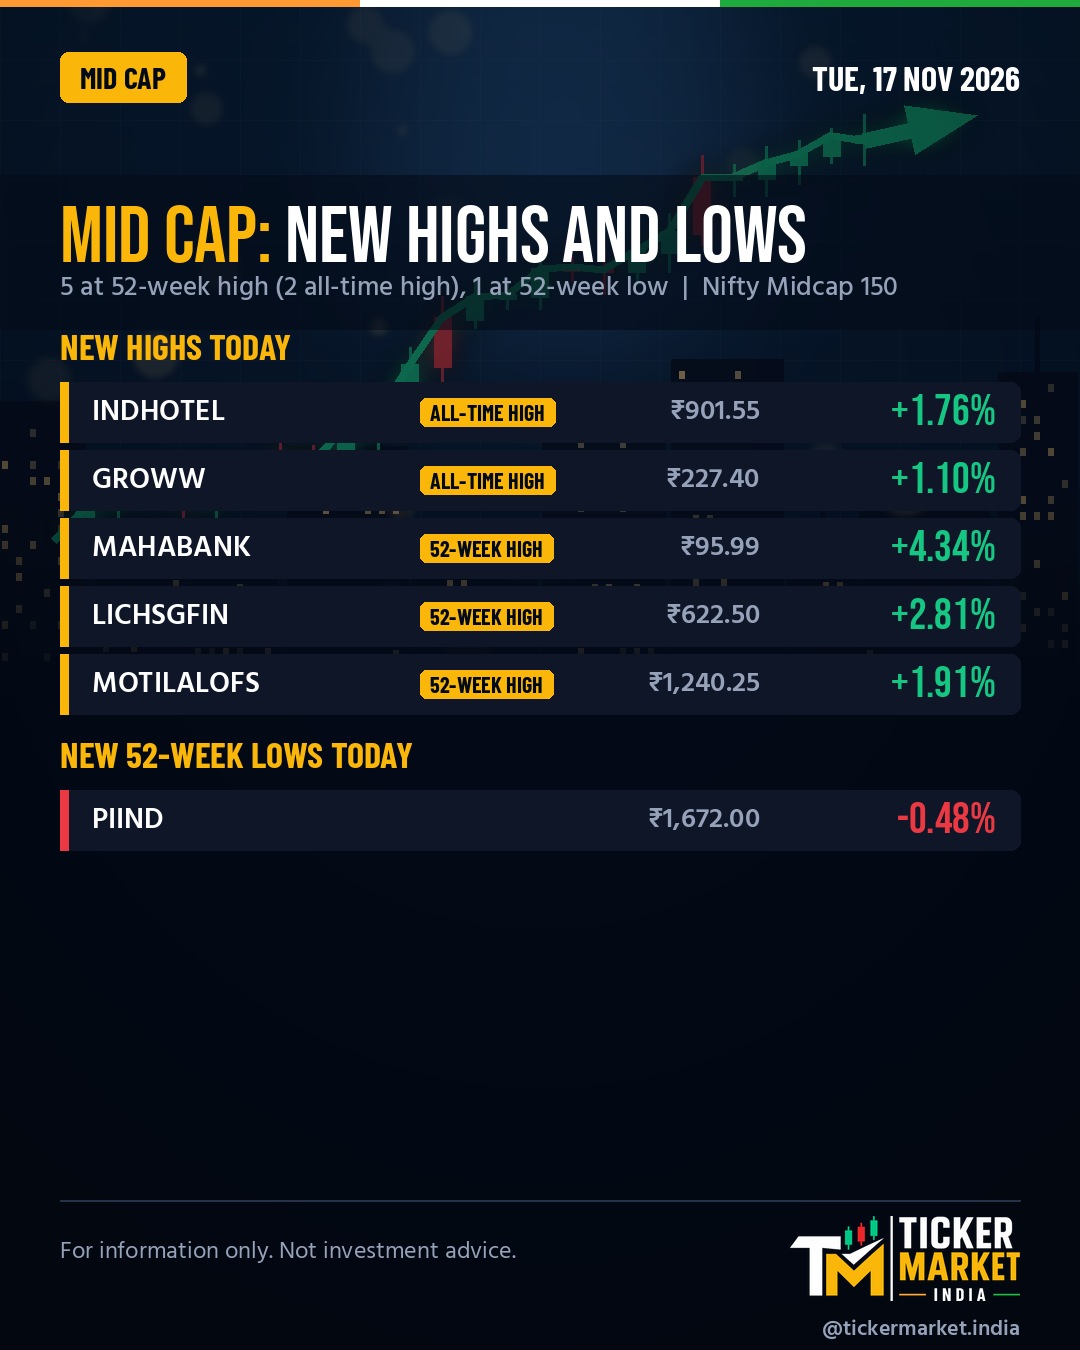 MID CAP
TUE, 17 NOV 2026
MID CAP: NEW HIGHS AND LOWS
5 at 52-week high (2 all-time high), 1 at 52-week low | Nifty Midcap 150
NEW HIGHS TODAY
INDHOTEL ALL-TIME HIGH ₹901.55 +1.76%
GROWW ALL-TIME HIGH ₹227.40 +1.10%
MAHABANK 52-WEEK HIGH ₹95.99 +4.34%
LICHSGFIN 52-WEEK HIGH ₹622.50 +2.81%
MOTILALOFS 52-WEEK HIGH ₹1,240.25 +1.91%
NEW 52-WEEK LOWS TODAY
PIIND ₹1,672.00 -0.48%
For information only. Not investment advice.
TM
TICKER
MARKET
INDIA
@tickermarket.india